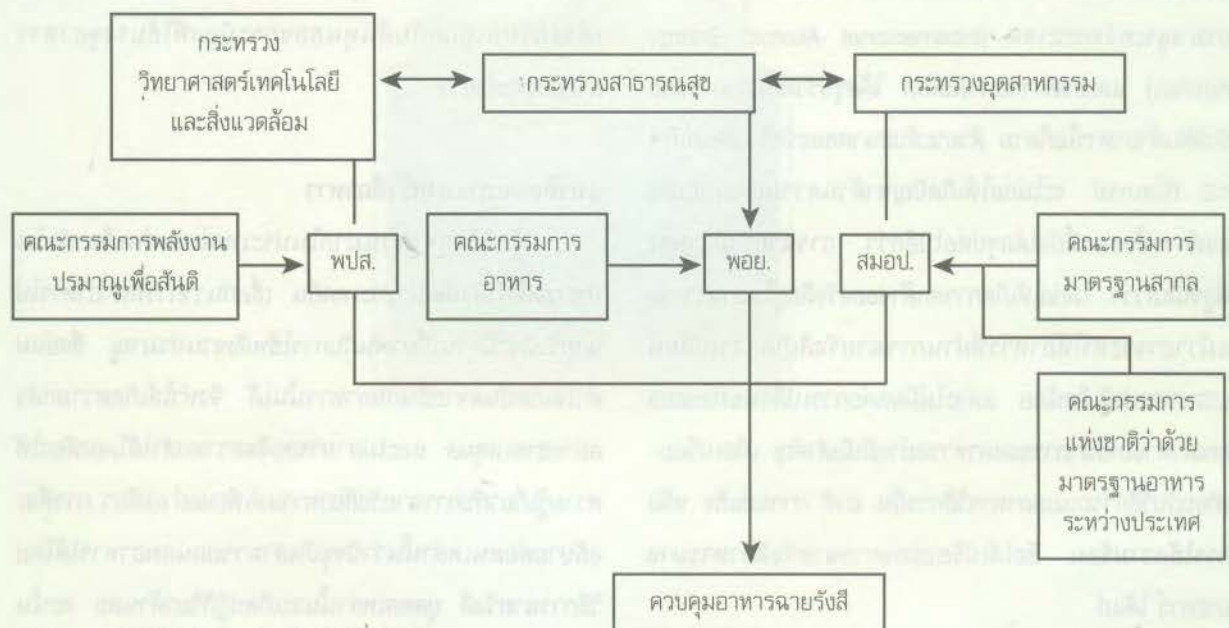 กระทรวง
วิทยาศาสตร์เทคโนโลยี
และสิ่งแวดล้อม
กระทรวงสาธารณสุข
กระทรวงอุตสาหกรรม
คณะกรรมการพลังงาน
ปรมาณูเพื่อสันติ
พปส.
คณะกรรมการ
อาหาร
พอย.
สมอป.
คณะกรรมการ
มาตรฐานสากล
คณะกรรมการ
แห่งชาติว่าด้วย
มาตรฐานอาหาร
ระหว่างประเทศ
ควบคุมอาหารฉายรังสี